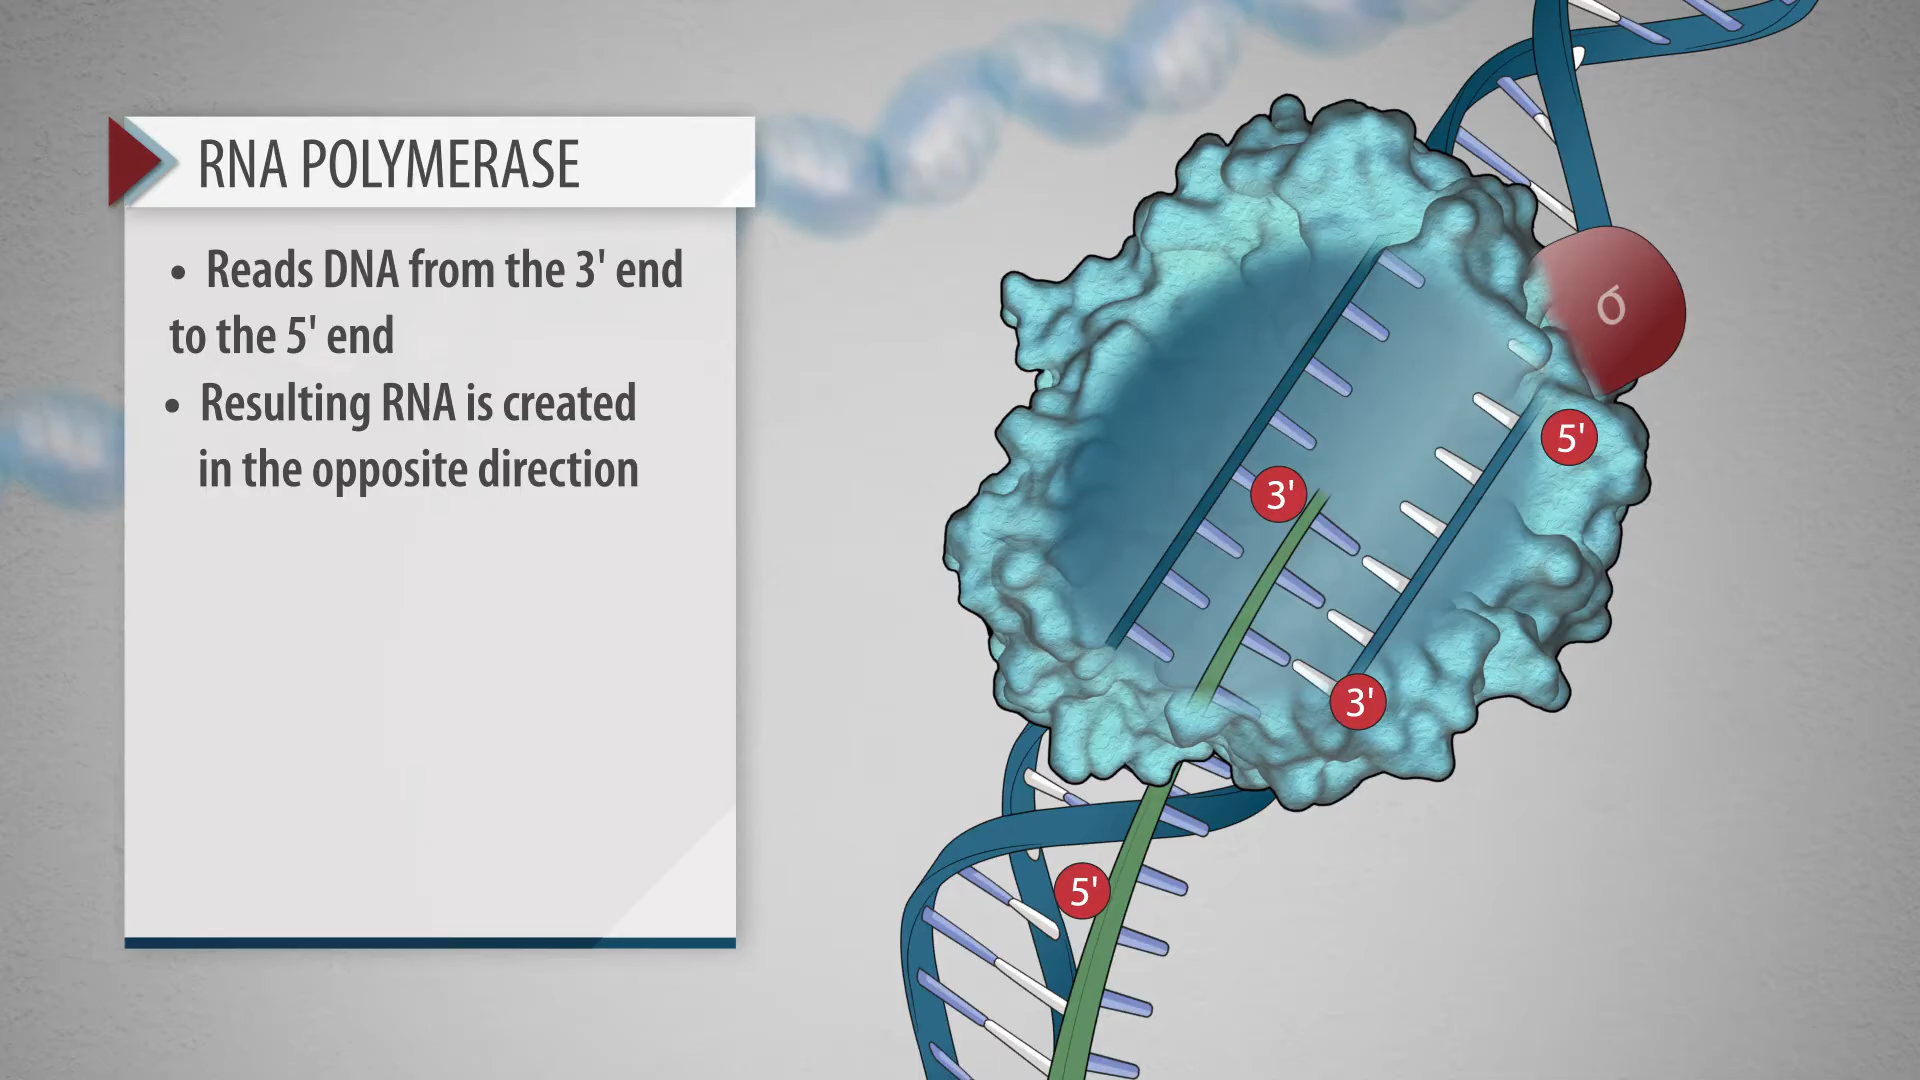 RNA POLYMERASE
• Reads DNA from the 3' end
to the 5' end
• Resulting RNA is created
in the opposite direction
σ
5'
3'
3'
5'